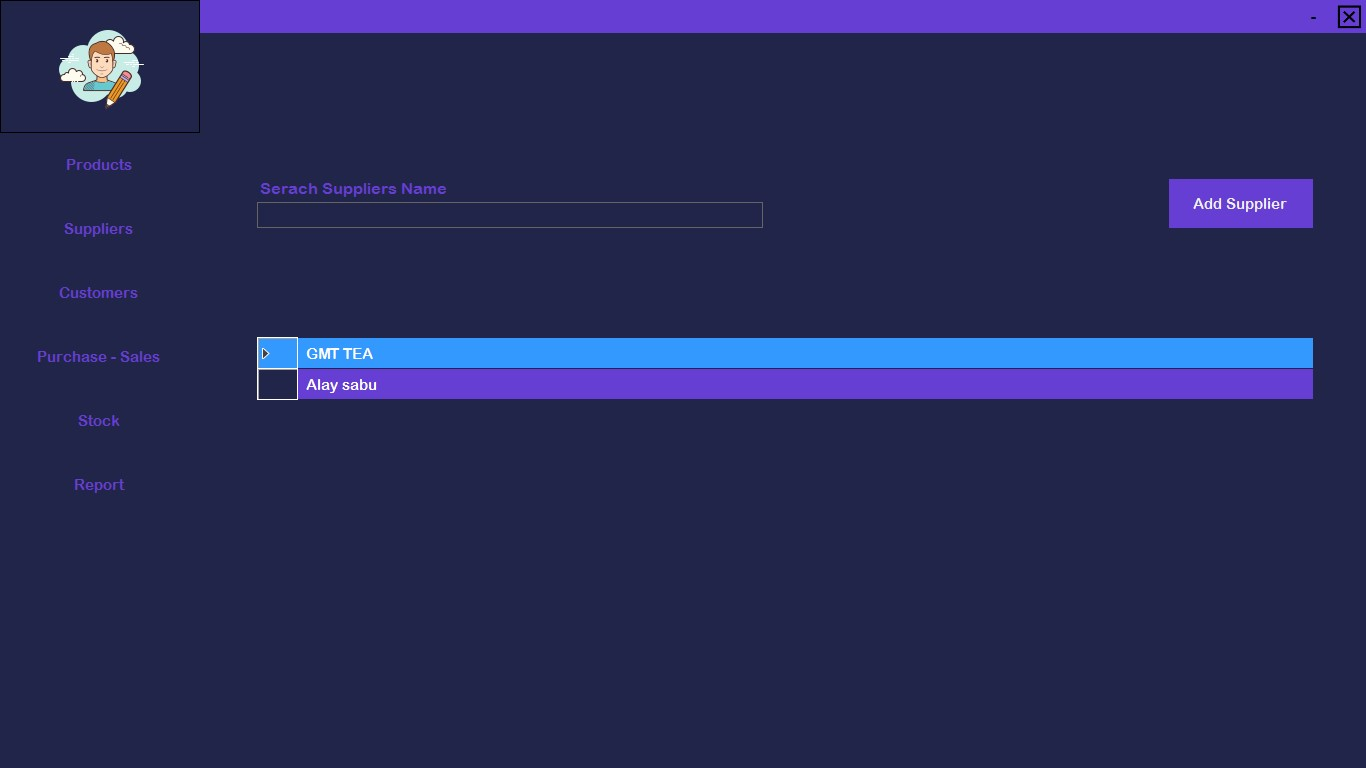 -
Products
Suppliers
Customers
Purchase - Sales
Stock
Report
Serach Suppliers Name
Add Supplier
GMT TEA
Alay sabu